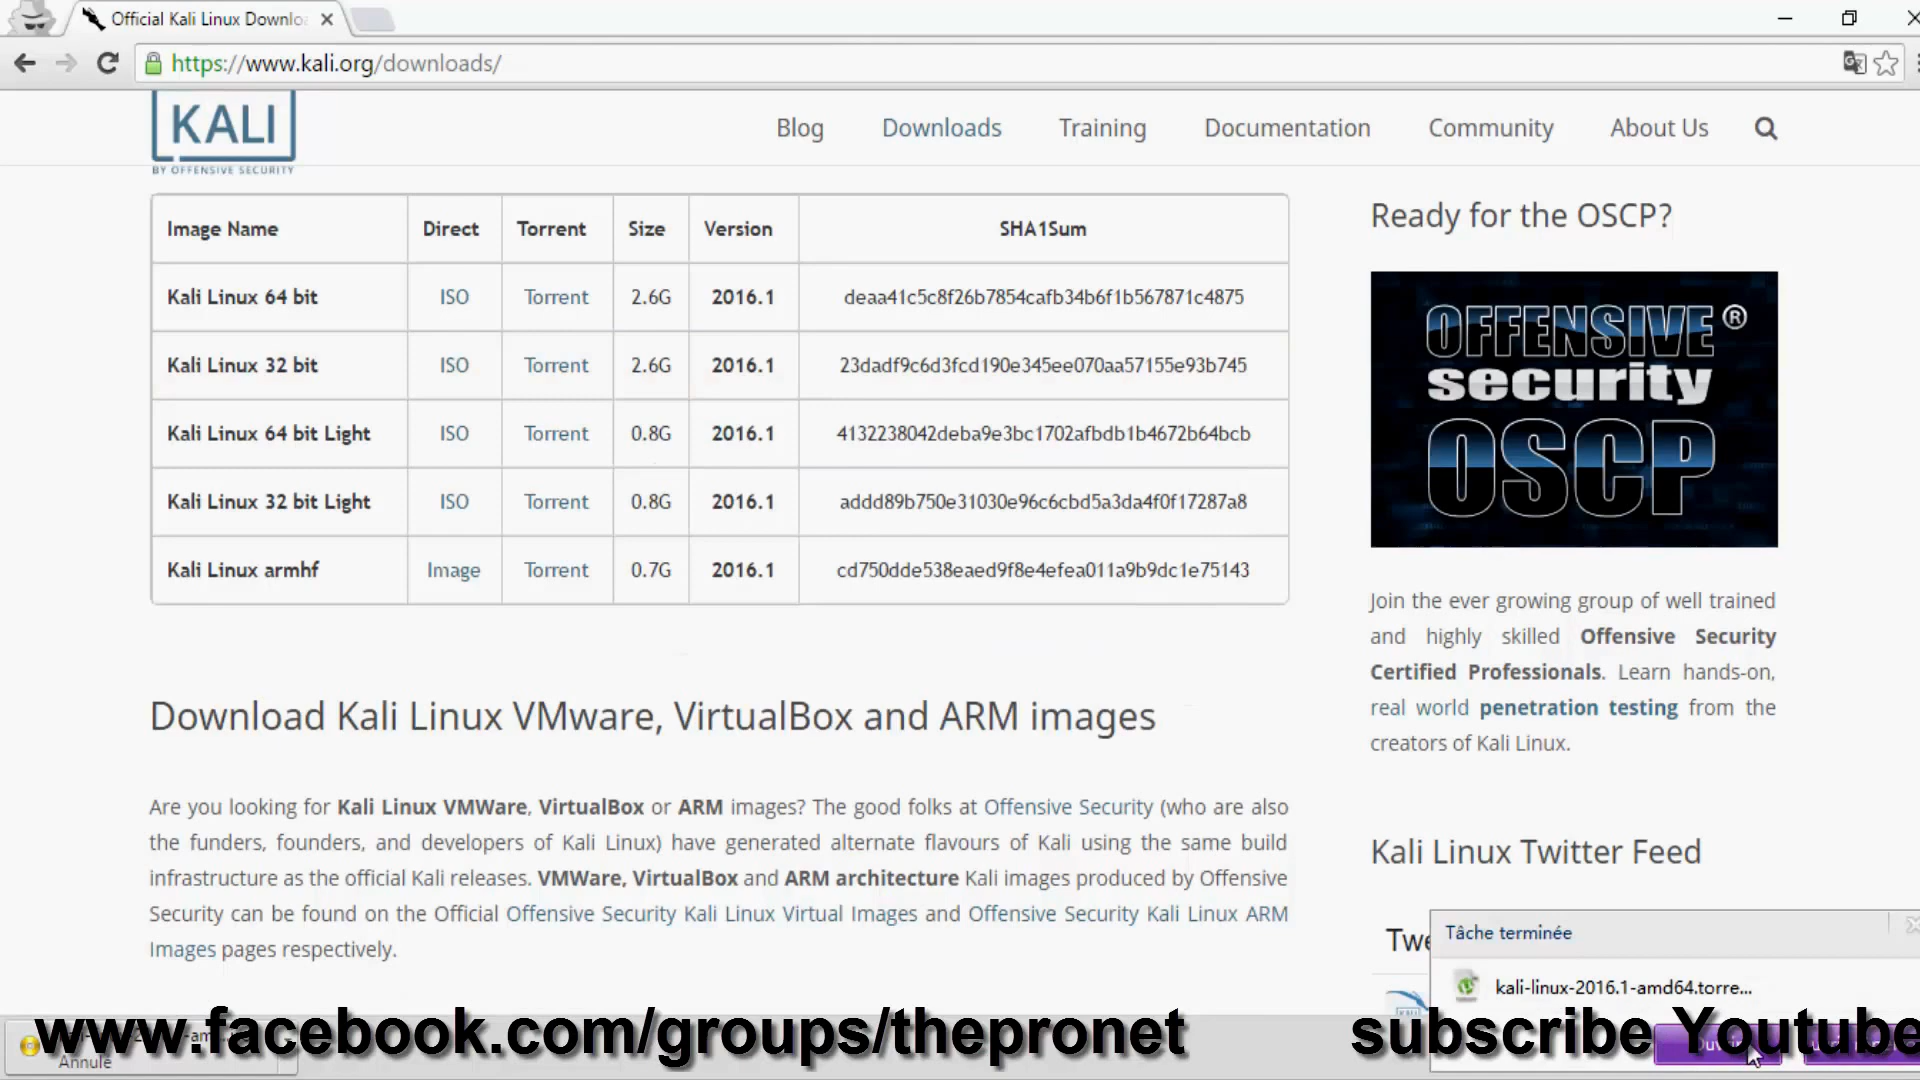 Official Kali Linux Downlo
https://www.kali.org/downloads/
KALI
BY OFFENSIVE SECURITY
Blog Downloads Training Documentation Community About Us
Image Name Direct Torrent Size Version SHA1Sum
Kali Linux 64 bit ISO Torrent 2.6G 2016.1 deaa41c5c8f26b7854cafb34b6f1b567871c4875
Kali Linux 32 bit ISO Torrent 2.6G 2016.1 23dadf9c6d3fcd190e345ee070aa57155e93b745
Kali Linux 64 bit Light ISO Torrent 0.8G 2016.1 4132238042deba9e3bc1702afbdb1b4672b64bcb
Kali Linux 32 bit Light ISO Torrent 0.8G 2016.1 addd89b750e31030e96c6cbd5a3da4f0f17287a8
Kali Linux armhf Image Torrent 0.7G 2016.1 cd750dde538eaed9f8e4efea011a9b9dc1e75143
Download Kali Linux VMware, VirtualBox and ARM images
Are you looking for Kali Linux VMWare, VirtualBox or ARM images? The good folks at Offensive Security (who are also
the funders, founders, and developers of Kali Linux) have generated alternate flavours of Kali using the same build
infrastructure as the official Kali releases. VMWare, VirtualBox and ARM architecture Kali images produced by Offensive
Security can be found on the Official Offensive Security Kali Linux Virtual Images and Offensive Security Kali Linux ARM
Images pages respectively.
Ready for the OSCP?
OFFENSIVE®
security
OSCP
Join the ever growing group of well trained
and highly skilled Offensive Security
Certified Professionals. Learn hands-on,
real world penetration testing from the
creators of Kali Linux.
Kali Linux Twitter Feed
Twe
Tâche terminée
kali-linux-2016.1-amd64.torre...
www.facebook.com/groups/thepronet
subscribe Youtube
Annulé